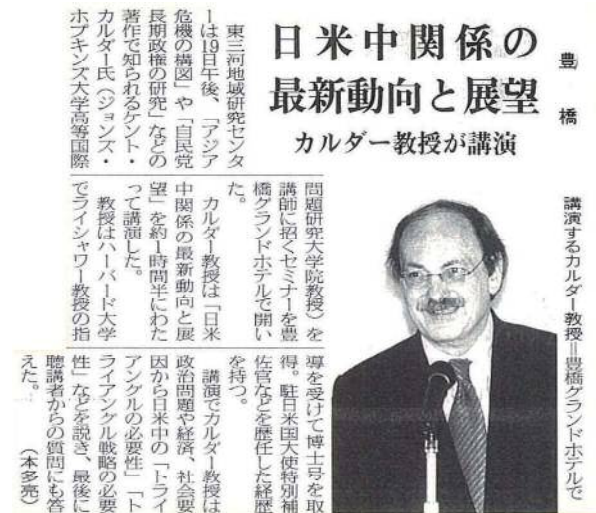 豊橋
日米中関係の
最新動向と展望
カルダー教授が講演
東三河地域研究センタ
ーは19日午後、「アジア
危機の構図」や「自民党
長期政権の研究」などの
著作で知られるケント・
カルダー氏(ジョンズ・
ホプキンズ大学高等国際
問題研究大学院教授)を
講師に招くセミナーを豊
橋グランドホテルで開い
た。
カルダー教授は「日米
中関係の最新動向と展
望」を約1時間半にわた
って講演した。
教授はハーバード大学
でライシャワー教授の指
導を受けて博士号を取
得。駐日米国大使特別補
佐官などを歴任した経歴
を持つ。
講演でカルダー教授は
政治問題や経済、社会要
因から日米中の「トライ
アングルの必要性」「ト
ライアングル戦略の必要
性」などを説き、最後に
聴講者からの質問にも答
えた。
(本多亮)
講演するカルダー教授=豊橋グランドホテルで